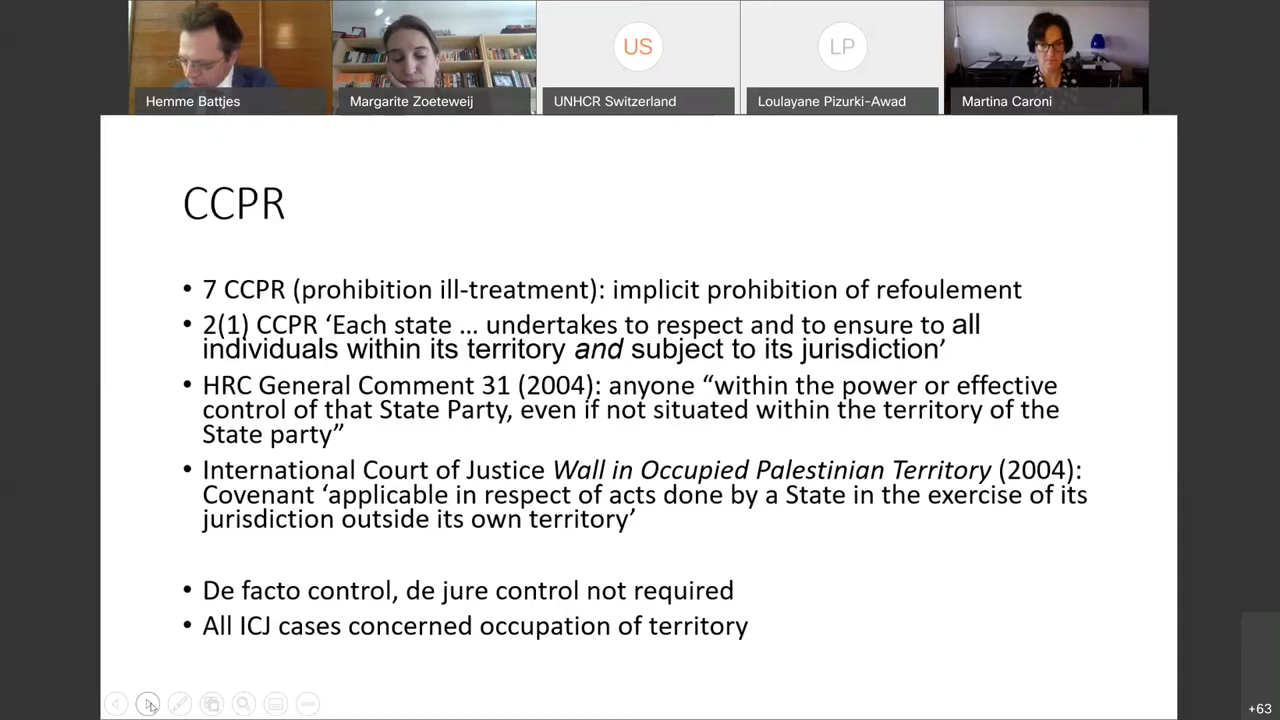 US
LP
Hemme Battjes
Margarite Zoeteweij
UNHCR Switzerland
Loulayane Pizurki-Awad
Martina Caroni
CCPR
• 7 CCPR (prohibition ill-treatment): implicit prohibition of refoulement
• 2(1) CCPR ‘Each state ... undertakes to respect and to ensure to all
individuals within its territory and subject to its jurisdiction’
• HRC General Comment 31 (2004): anyone “within the power or effective
control of that State Party, even if not situated within the territory of the
State party”
• International Court of Justice Wall in Occupied Palestinian Territory (2004):
Covenant ‘applicable in respect of acts done by a State in the exercise of its
jurisdiction outside its own territory’
• De facto control, de jure control not required
• All ICJ cases concerned occupation of territory
+63